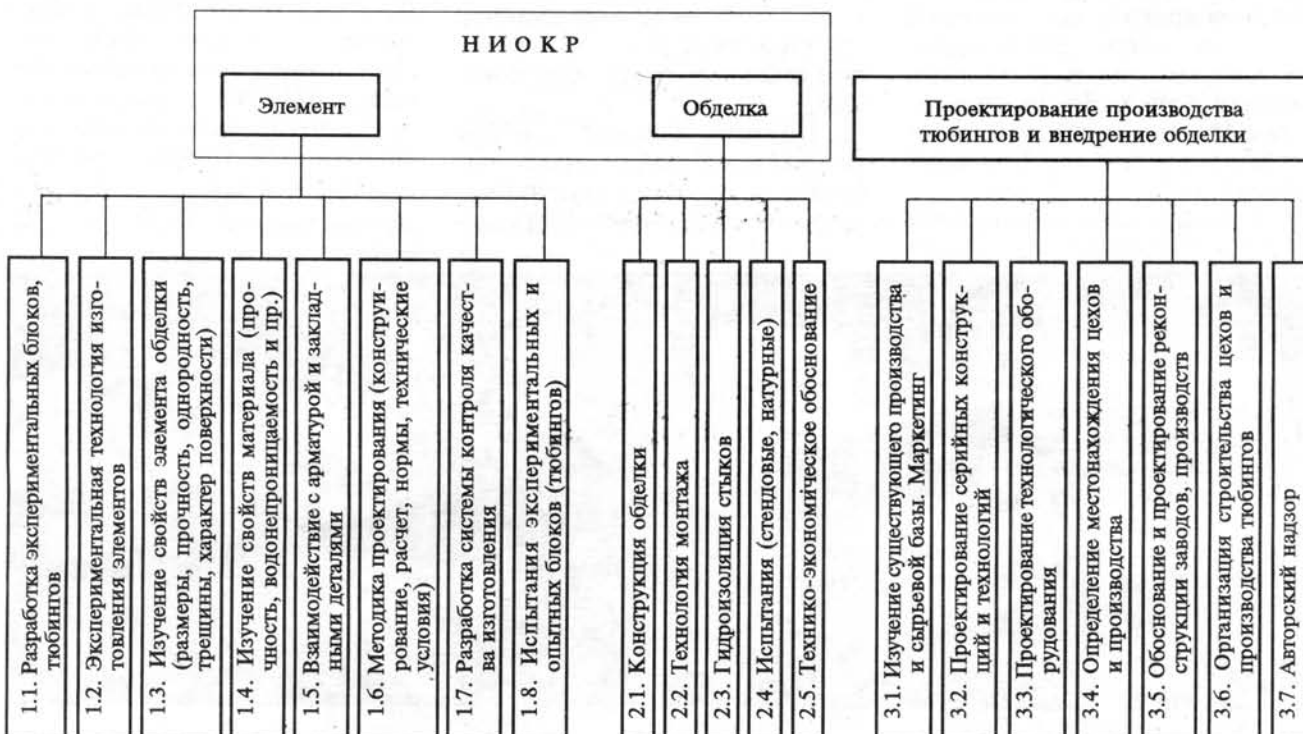 НИОКР
Элемент
Обделка
Проектирование производства
тюбингов и внедрение обделки
1.1. Разработка экспериментальных блоков,
тюбингов
1.2. Экспериментальная технология изго-
товления элементов
1.3. Изучение свойств элемента обделки
(размеры, прочность, однородность,
трещины, характер поверхности)
1.4. Изучение свойств материала (про-
чность, водонепроницаемость и пр.)
1.5. Взаимодействие с арматурой и заклад-
ными деталями
1.6. Методика проектирования (конструи-
рование, расчет, нормы, технические
условия)
1.7. Разработка системы контроля качест-
ва изготовления
1.8. Испытания экспериментальных и
опытных блоков (тюбингов)
2.1. Конструкция обделки
2.2. Технология монтажа
2.3. Гидроизоляция стыков
2.4. Испытания (стендовые, натурные)
2.5. Технико-экономическое обоснование
3.1. Изучение существующего производства
и сырьевой базы. Маркетинг
3.2. Проектирование серийных конструк-
ций и технологий
3.3. Проектирование технологического обо-
рудования
3.4. Определение местонахождения цехов
и производства
3.5. Обоснование и проектирование рекон-
струкции заводов, производств
3.6. Организация строительства цехов и
производства тюбингов
3.7. Авторский надзор